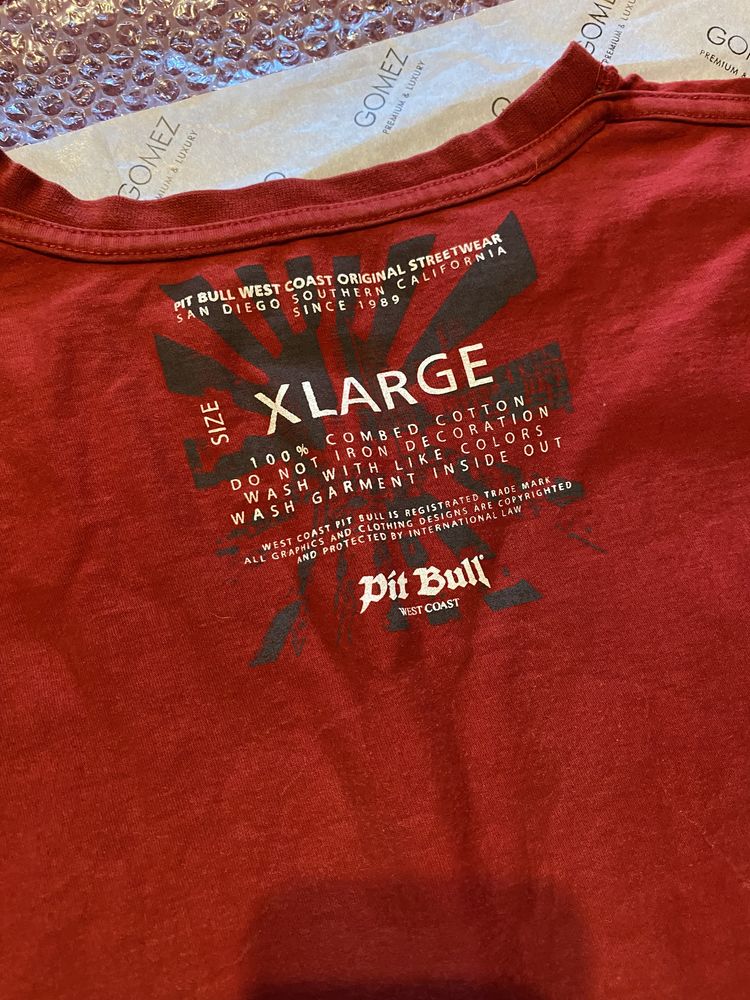 GOMEZ
PREMIUM & LUXU
GOM
PREMIUM &
GOMEZ
PREMIUM & LUXURY
GOMEZ
& LUXURY
PIT BULL WEST COAST ORIGINAL STREETWEAR
SAN DIEGO SOUTHERN CALIFORNIA
SINCE 1989
SIZE
XLARGE
100% COMBED COTTON
DO NOT IRON DECORATION
WASH WITH LIKE COLORS
WASH GARMENT INSIDE OUT
WEST COAST PIT BULL IS REGISTRATED TRADE MARK
ALL GRAPHICS AND CLOTHING DESIGNS ARE COPYRIGHTED
AND PROTECTED BY INTERNATIONAL LAW
Pit Bull
WEST COAST